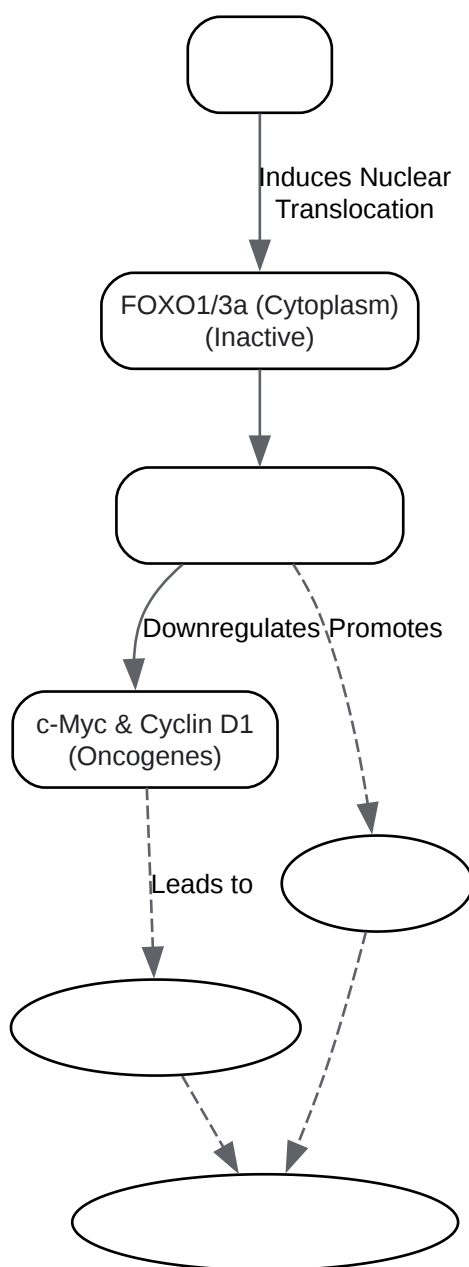 Induces Nuclear
Translocation
FOXO1/3a (Cytoplasm)
(Inactive)
Downregulates
Promotes
c-Myc & Cyclin D1
(Oncogenes)
Leads to